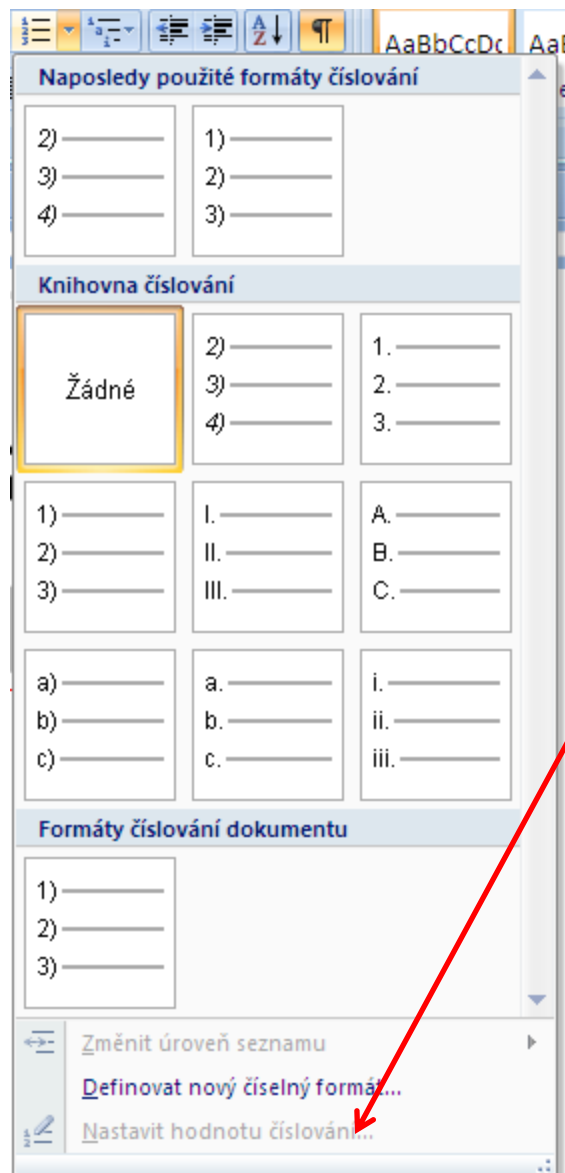 AaBbCcDc AaB
Naposledy použité formáty číslování
2) 1)
3) 2)
4) 3)
Knihovna číslování
Žádné
2) 1.
3) 2.
4) 3.
1) I. A.
2) II. B.
3) III. C.
a) a. i.
b) b. ii.
c) c. iii.
Formáty číslování dokumentu
1)
2)
3)
Změnit úroveň seznamu
Definovat nový číselný formát...
Nastavit hodnotu číslování...